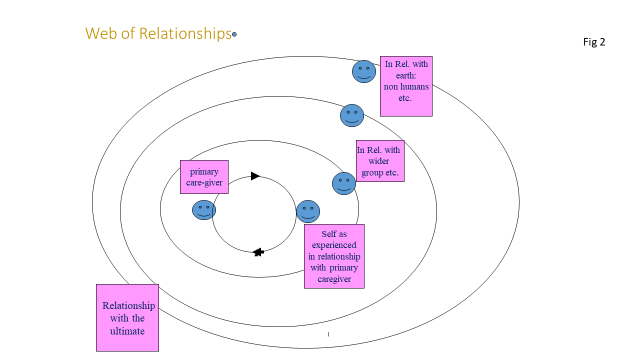 Web of Relationships
Fig 2
In Rel. with
earth:
non humans
etc.
In Rel. with
wider
group etc.
primary
care-giver
Self as
experienced
in relationship
with primary
caregiver
Relationship
with the
ultimate
1